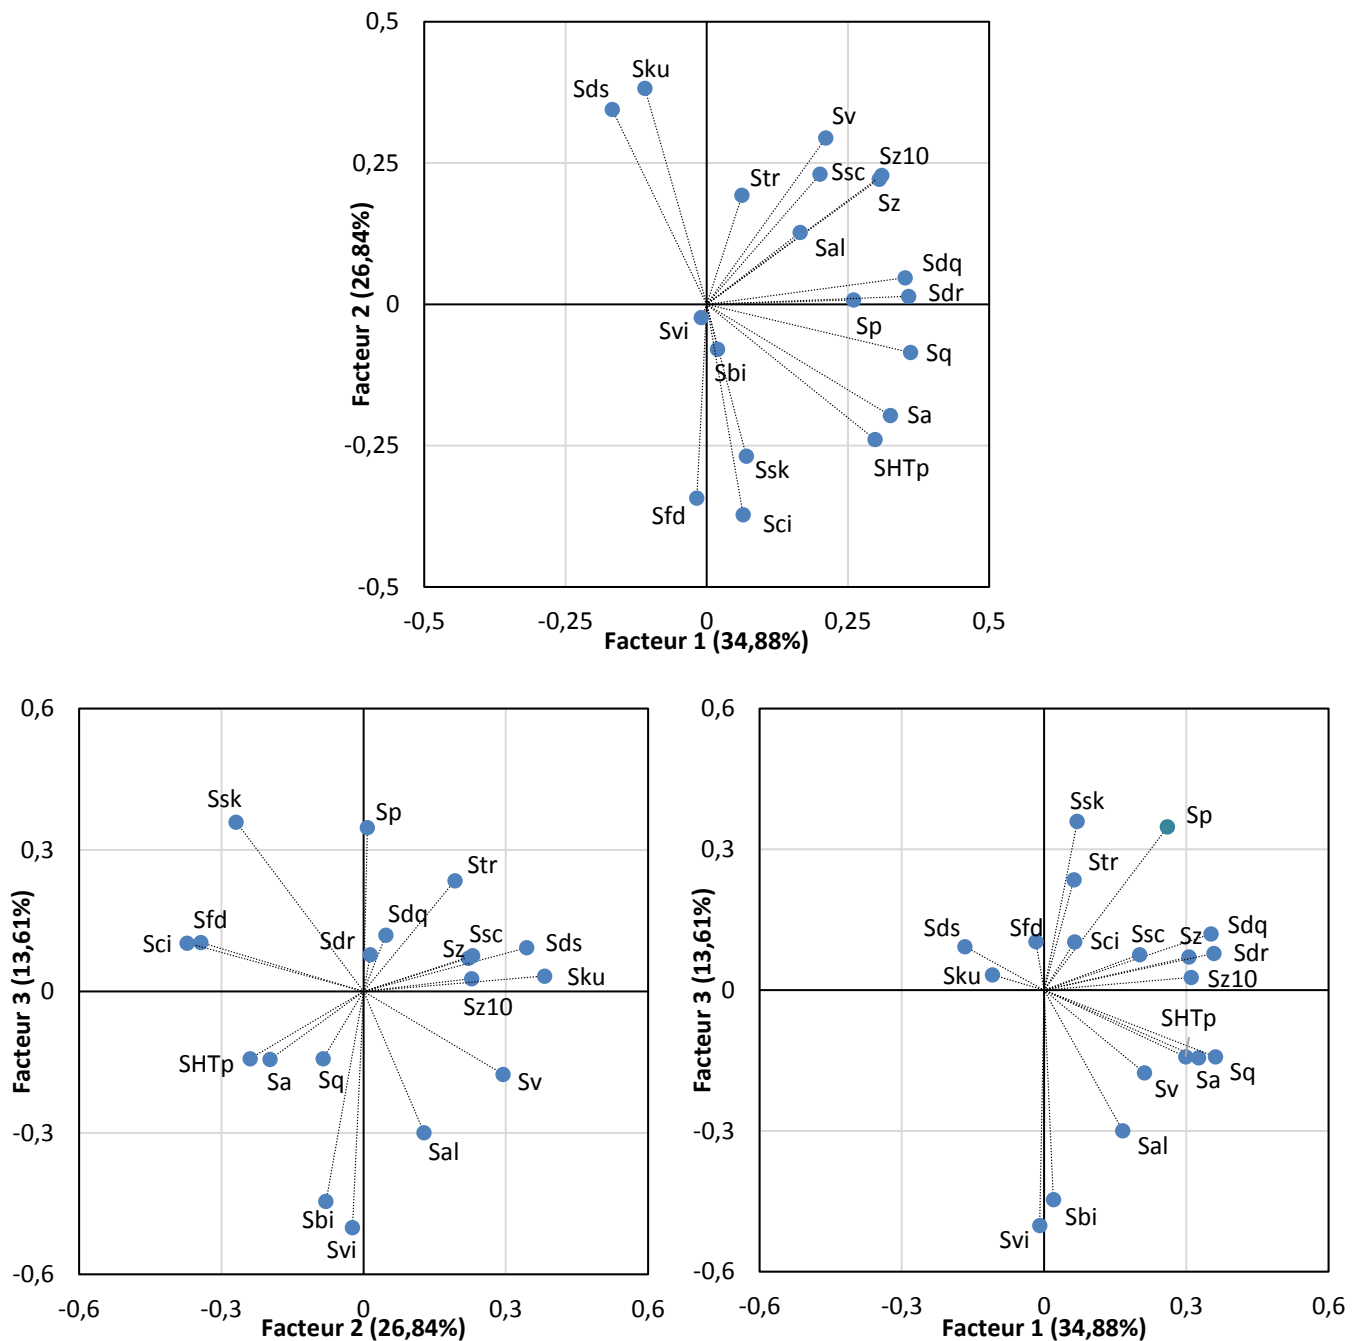 0,5
Sku
Sds
Sv
0,25
Sz10
Ssc
Str
Sz
Sal
Sdq
Sdr
0
Sp
Svi
Sq
Sbi
Sa
-0,25
SHTp
Ssk
Sfd
Sci
-0,5
-0,5 -0,25 0 0,25 0,5
Facteur 2 (26,84%)
Facteur 1 (34,88%)
0,6
Ssk
Sp
0,3
Str
Sdq
Sfd
Sci
Sdr
Ssc
Sz
Sds
Sku
0
Sz10
SHTp
Sa
Sq
Sv
-0,3
Sal
Sbi
Svi
-0,6
-0,6 -0,3 0 0,3 0,6
Facteur 3 (13,61%)
Facteur 2 (26,84%)
0,6
Ssk
Sp
0,3
Str
Sds
Sfd
Sci
Ssc
Sz
Sdq
Sdr
Sku
Sz10
0
SHTp
Sv
Sa
Sq
-0,3
Sal
Sbi
Svi
-0,6
-0,6 -0,3 0 0,3 0,6
Facteur 3 (13,61%)
Facteur 1 (34,88%)